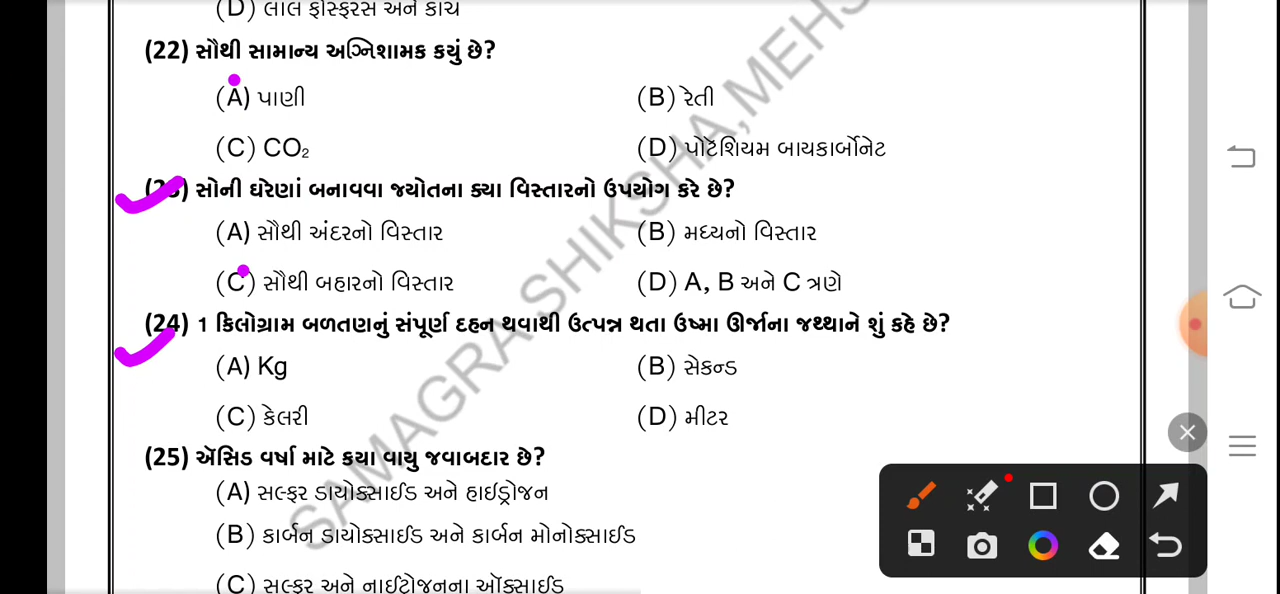 (D) લાલ ફોસ્ફરસ અને કાચ
(22) સૌથી સામાન્ય અગ્નિશામક કયું છે?
(A) પાણી
(B) રેતી
(C) CO₂
(D) પોટેશિયમ બાયકાર્બોનેટ
(23) સોની ઘરેણાં બનાવવા જયોતના ક્યા વિસ્તારનો ઉપયોગ કરે છે?
(A) સૌથી અંદરનો વિસ્તાર
(B) મધ્યનો વિસ્તાર
(C) સૌથી બહારનો વિસ્તાર
(D) A, B અને C ત્રણે
(24) 1 કિલોગ્રામ બળતણનું સંપૂર્ણ દહન થવાથી ઉત્પન્ન થતા ઉષ્મા ઊર્જાના જથ્થાને શું કહે છે?
(A) Kg
(B) સેકન્ડ
(C) કેલરી
(D) મીટર
(25) ઍસિડ વર્ષા માટે કયા વાયુ જવાબદાર છે?
(A) સલ્ફર ડાયોક્સાઈડ અને હાઈડ્રોજન
(B) કાર્બન ડાયોક્સાઈડ અને કાર્બન મોનોક્સાઈડ
(C) સલ્ફર અને નાઈટ્રોજનના ઑક્સાઈડ
SAMAGRA SHIKSHA,MEHS